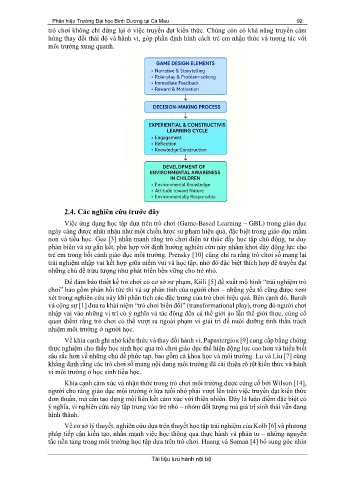 Phân hiệu Trường Đại học Bình Dương tại Cà Mau 92
trò chơi không chỉ dừng lại ở việc truyền đạt kiến thức. Chúng còn có khả năng truyền cảm
hứng thay đổi thái độ và hành vi, góp phần định hình cách trẻ em nhận thức và tương tác với
môi trường xung quanh.
GAME DESIGN ELEMENTS
• Narrative & Storytelling
• Role-play & Problem-solving
• Immediate Feedback
• Reward & Motivation
DECISION-MAKING PROCESS
EXPERIENTIAL & CONSTRUCTIVIS
LEARNING CYCLE
• Engagement
• Reflection
• Knowledge Construction
DEVELOPMENT OF
ENVIRONMENTAL AWARENESS
IN CHILDREN
• Environmental Knowledge
• Attitude toward Nature
• Environmentally Responsible
2.4. Các nghiên cứu trước đây
Việc ứng dụng học tập dựa trên trò chơi (Game-Based Learning – GBL) trong giáo dục
ngày càng được nhìn nhận như một chiều lược sư phạm hiệu quả, đặc biệt trong giáo dục mầm
non và tiểu học. Gee [3] nhấn mạnh rằng trò chơi điện tử thúc đẩy học tập chủ động, tư duy
phản biện và sự gắn kết, phù hợp với định hướng nghiên cứu này nhằm khơi dậy động lực cho
trẻ em trong bối cảnh giáo dục môi trường. Prensky [10] cũng chỉ ra rằng trò chơi số mang lại
trải nghiệm nhập vai kết hợp giữa niềm vui và học tập, nhờ đó đặc biệt thích hợp để truyền đạt
những chủ đề trừu tượng như phát triển bền vững cho trẻ nhỏ.
Để đảm bảo thiết kế trò chơi có cơ sở sư phạm, Kiili [5] đề xuất mô hình “trải nghiệm trò
chơi” bao gồm phản hồi tức thì và sự phản tỉnh của người chơi – những yếu tố cũng được xem
xét trong nghiên cứu này khi phân tích các đặc trưng của trò chơi hiệu quả. Bên cạnh đó, Barab
và cộng sự [1] đưa ra khái niệm “trò chơi biến đổi” (transformational play), trong đó người chơi
nhập vai vào những vị trí có ý nghĩa và tác động đến cả thế giới ảo lẫn thế giới thực, củng cố
quan điểm rằng trò chơi có thể vượt ra ngoài phạm vi giải trí để nuôi dưỡng tinh thần trách
nhiệm môi trường ở người học.
Về khía cạnh ghi nhớ kiến thức và thay đổi hành vi, Papastergiou [9] cung cấp bằng chứng
thực nghiệm cho thấy học sinh học qua trò chơi giáo dục thể hiện động lực cao hơn và hiểu biết
sâu sắc hơn về những chủ đề phức tạp, bao gồm cả khoa học và môi trường. Lu và Liu [7] cũng
khẳng định rằng các trò chơi số mang nội dung môi trường đã cải thiện rõ rệt kiến thức và hành
vi môi trường ở học sinh tiểu học.
Khía cạnh cảm xúc và nhận thức trong trò chơi môi trường được củng cố bởi Wilson [14],
người cho rằng giáo dục môi trường ở lứa tuổi nhỏ phải vượt lên trên việc truyền đạt kiến thức
đơn thuần, mà cần tạo dựng mối liên kết cảm xúc với thiên nhiên. Đây là luận điểm đặc biệt có
ý nghĩa, vì nghiên cứu này tập trung vào trẻ nhỏ – nhóm đối tượng mà giá trị sinh thái vẫn đang
hình thành.
Về cơ sở lý thuyết, nghiên cứu dựa trên thuyết học tập trải nghiệm của Kolb [6] và phương
pháp tiếp cận kiến tạo, nhấn mạnh việc học thông qua thực hành và phản tư – những nguyên
tắc nền tảng trong môi trường học tập dựa trên trò chơi. Huang và Soman [4] bổ sung góc nhìn
Tài liệu lưu hành nội bộ